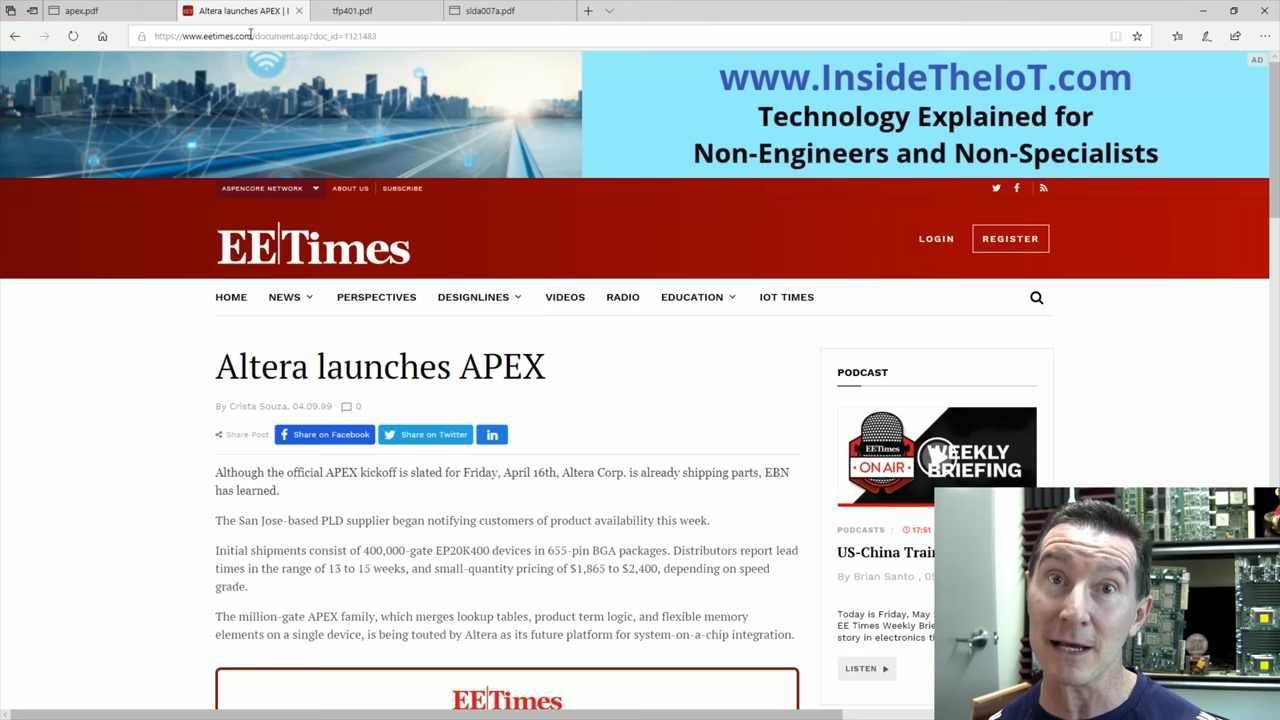 apex.pdf
Altera launches APEX | E
tfp401.pdf
slda007a.pdf
https://www.eetimes.com/document.asp?doc_id=1121483
AD
www.InsideTheIoT.com
Technology Explained for
Non-Engineers and Non-Specialists
ASPENCORE NETWORK ABOUT US SUBSCRIBE
EETimes
LOGIN REGISTER
HOME NEWS PERSPECTIVES DESIGNLINES VIDEOS RADIO EDUCATION IOT TIMES
Altera launches APEX
By Crista Souza, 04.09.99 0
Share Post Share on Facebook Share on Twitter in
Although the official APEX kickoff is slated for Friday, April 16th, Altera Corp. is already shipping parts, EBN
has learned.
The San Jose-based PLD supplier began notifying customers of product availability this week.
Initial shipments consist of 400,000-gate EP20K400 devices in 655-pin BGA packages. Distributors report lead
times in the range of 13 to 15 weeks, and small-quantity pricing of $1,865 to $2,400, depending on speed
grade.
The million-gate APEX family, which merges lookup tables, product term logic, and flexible memory
elements on a single device, is being touted by Altera as its future platform for system-on-a-chip integration.
EETimes
PODCAST
EETimes
ON AIR
WEEKLY
BRIEFING
PODCASTS 17:51
US-China Trai
By Brian Santo , 05
Today is Friday, May
EE Times Weekly Brie
story in electronics th
LISTEN